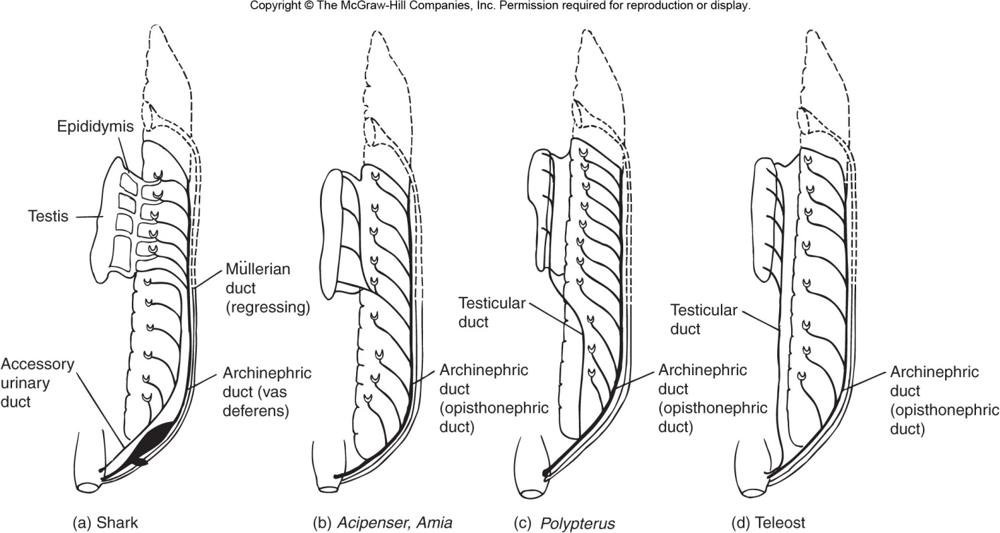 Copyright © The McGraw-Hill Companies, Inc. Permission required for reproduction or display.
Epididymis
Testis
Müllerian
duct
(regressing)
Accessory
urinary
duct
Archinephric
duct (vas
deferens)
Archinephric
duct
(opisthonephric
duct)
Testicular
duct
Archinephric
duct
(opisthonephric
duct)
Testicular
duct
Archinephric
duct
(opisthonephric
duct)
(a) Shark
(b) Acipenser, Amia
(c) Polypterus
(d) Teleost